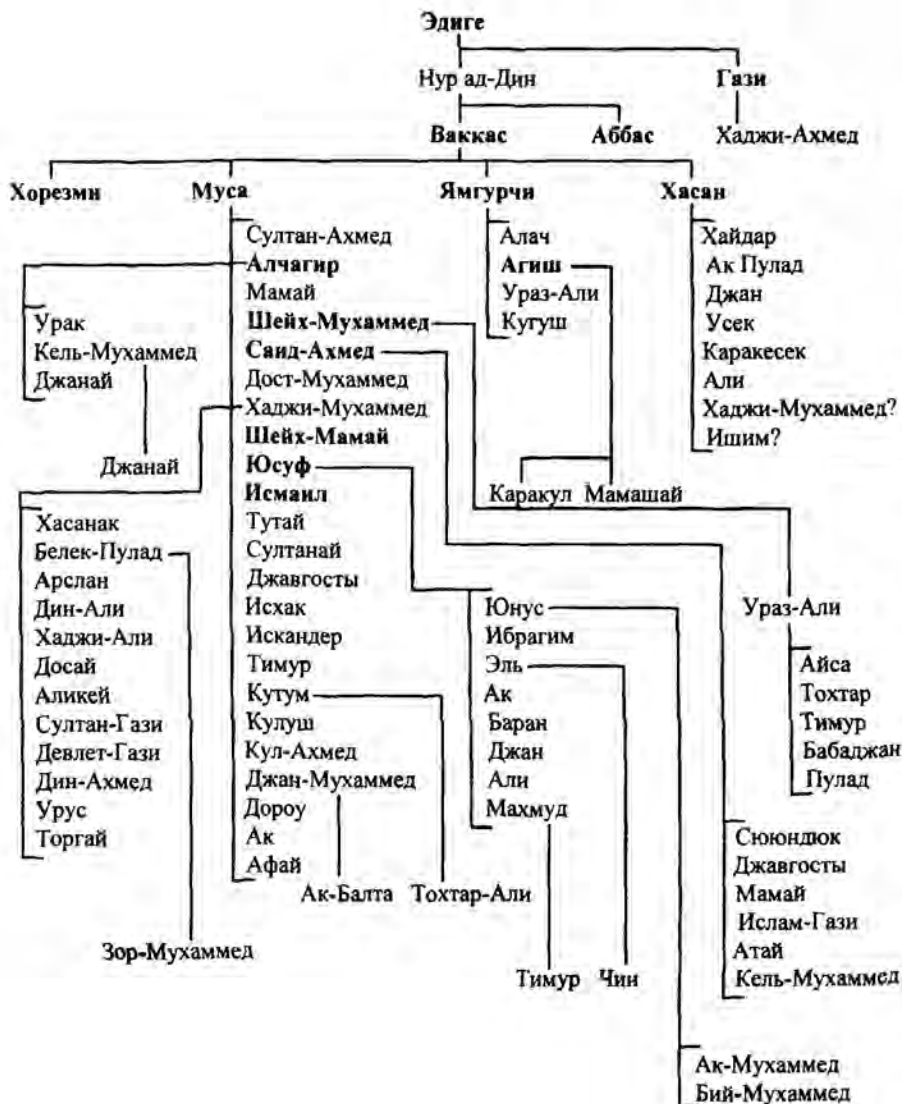 Эдиге
Нур ад-Дин Гази
Ваккас Аббас Хаджи-Ахмед
Хорезми Муса Ямгурчи Хасан
Султан-Ахмед
Алчагир
Мамай
Шейх-Мухаммед
Саид-Ахмед
Дост-Мухаммед
Хаджи-Мухаммед
Шейх-Мамай
Юсуф
Исмаил
Тутай
Султанай
Джавгосты
Исхак
Искандер
Тимур
Кутум
Кулуш
Кул-Ахмед
Джан-Мухаммед
Дороу
Ак
Афай
Алач
Агиш
Ураз-Али
Кугуш
Хайдар
Ак Пулад
Джан
Усек
Каракесек
Али
Хаджи-Мухаммед?
Ишим?
Урак
Кель-Мухаммед
Джанай
Джанай
Каракул Мамашай
Хасанак
Белек-Пулад
Арслан
Дин-Али
Хаджи-Али
Досай
Аликей
Султан-Гази
Девлет-Гази
Дин-Ахмед
Урус
Торгай
Юнус
Ибрагим
Эль
Ак
Баран
Джан
Али
Махмуд
Ураз-Али
Айса
Тохтар
Тимур
Бабаджан
Пулад
Сююндюк
Джавгосты
Мамай
Ислам-Гази
Атай
Кель-Мухаммед
Ак-Балта Тохтар-Али
Зор-Мухаммед
Тимур Чин
Ак-Мухаммед
Бий-Мухаммед